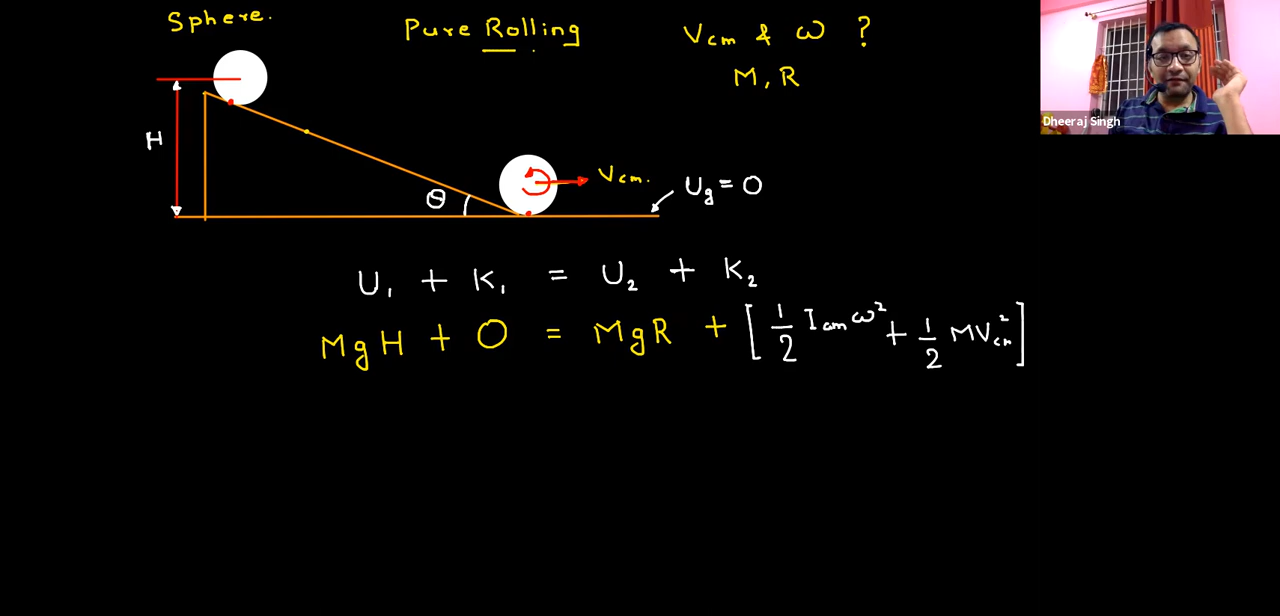 Sphere.
Pure Rolling
Vcm & ω ?
M, R
Dheeraj Singh
H
θ
Vcm.
Ug = 0
U₁ + K₁ = U₂ + K₂
MgH + 0 = MgR + [ 1/2 Icm ω² + 1/2 MVcm² ]